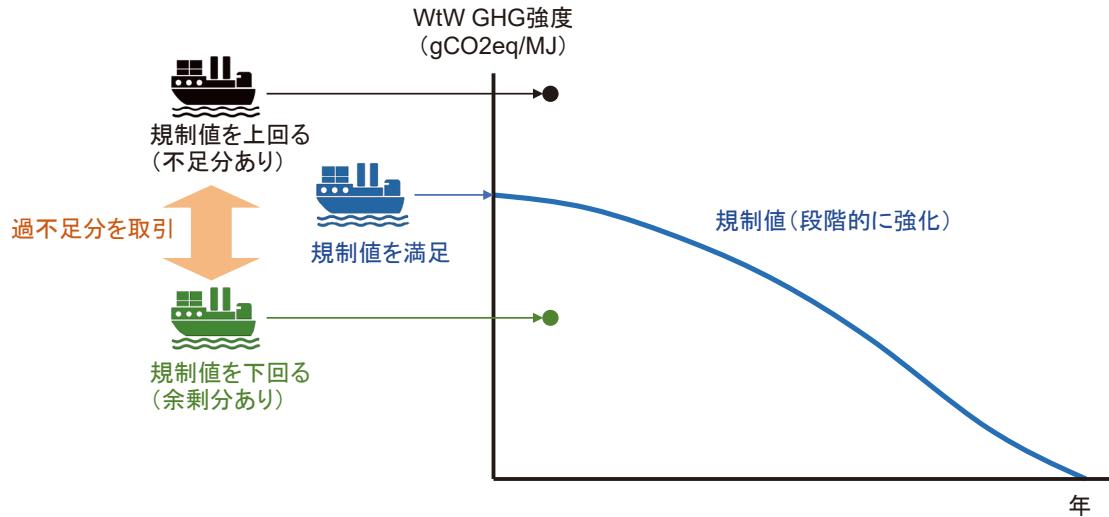 WtW GHG強度
（gCO2eq/MJ）
規制値を上回る
（不足分あり）
過不足分を取引
規制値を満足
規制値（段階的に強化）
規制値を下回る
（余剰分あり）
年